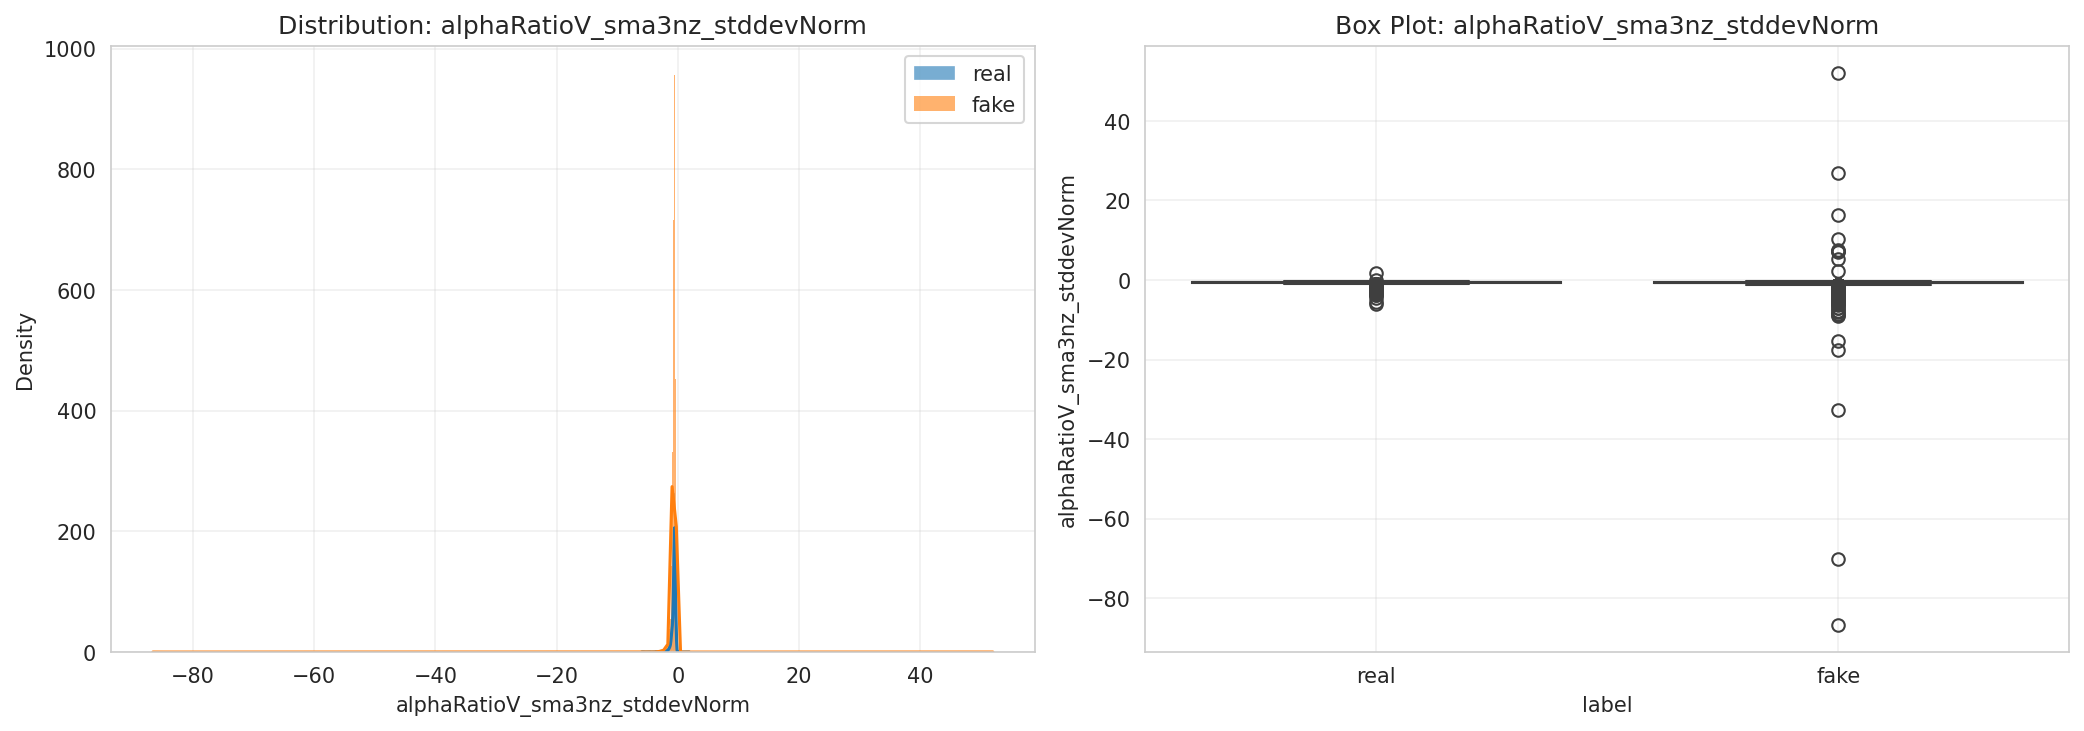 Distribution: alphaRatioV_sma3nz_stddevNorm
1000
800
600
400
200
0
Density
real
fake
−80
−60
−40
−20
0
20
40
alphaRatioV_sma3nz_stddevNorm
Box Plot: alphaRatioV_sma3nz_stddevNorm
40
20
0
−20
−40
−60
−80
alphaRatioV_sma3nz_stddevNorm
real
fake
label